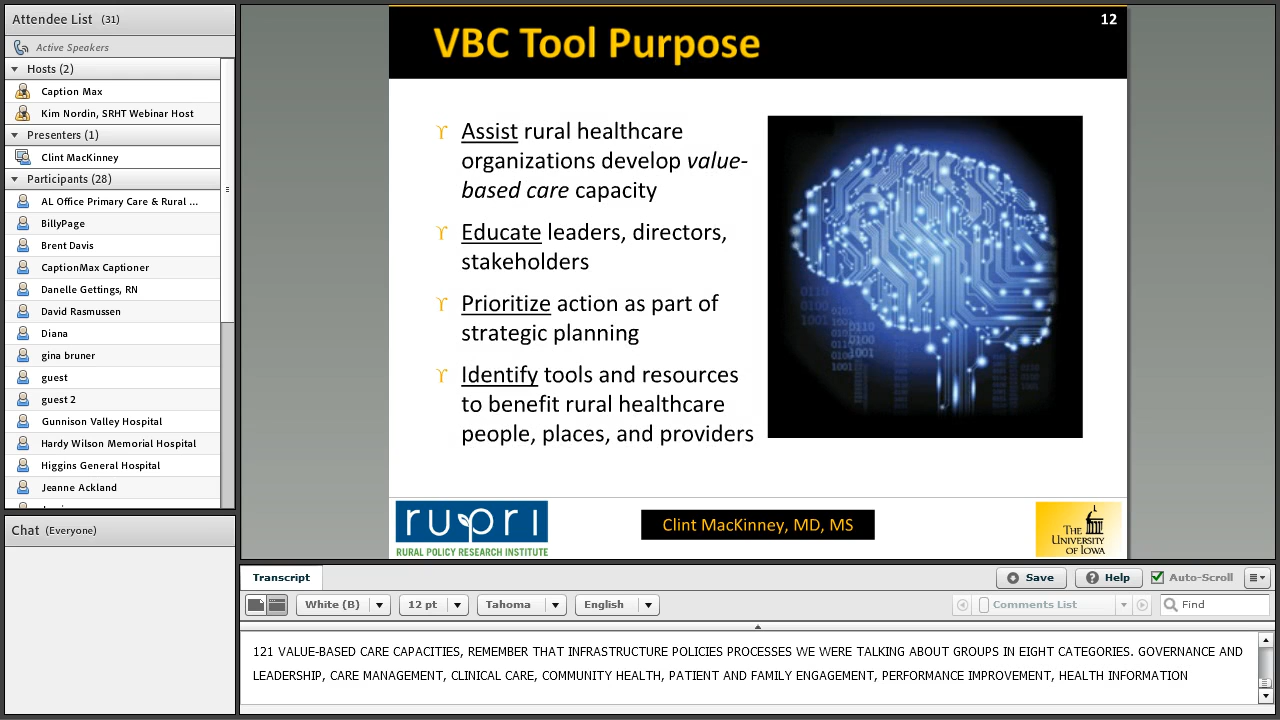 Attendee List (31)
Active Speakers
Hosts (2)
Caption Max
Kim Nordin, SRHT Webinar Host
Presenters (1)
Clint MacKinney
Participants (28)
AL Office Primary Care & Rural ...
BillyPage
Brent Davis
CaptionMax Captioner
Danelle Gettings, RN
David Rasmussen
Diana
gina bruner
guest
guest 2
Gunnison Valley Hospital
Hardy Wilson Memorial Hospital
Higgins General Hospital
Jeanne Ackland
Chat (Everyone)
12
VBC Tool Purpose
Assist rural healthcare
organizations develop value-
based care capacity
Educate leaders, directors,
stakeholders
Prioritize action as part of
strategic planning
Identify tools and resources
to benefit rural healthcare
people, places, and providers
rupri
RURAL POLICY RESEARCH INSTITUTE
Clint MacKinney, MD, MS
THE
UNIVERSITY
OF IOWA
Transcript
Save
Help
Auto-Scroll
White (B)
12 pt
Tahoma
English
Comments List
Find
121 VALUE-BASED CARE CAPACITIES, REMEMBER THAT INFRASTRUCTURE POLICIES PROCESSES WE WERE TALKING ABOUT GROUPS IN EIGHT CATEGORIES. GOVERNANCE AND
LEADERSHIP, CARE MANAGEMENT, CLINICAL CARE, COMMUNITY HEALTH, PATIENT AND FAMILY ENGAGEMENT, PERFORMANCE IMPROVEMENT, HEALTH INFORMATION